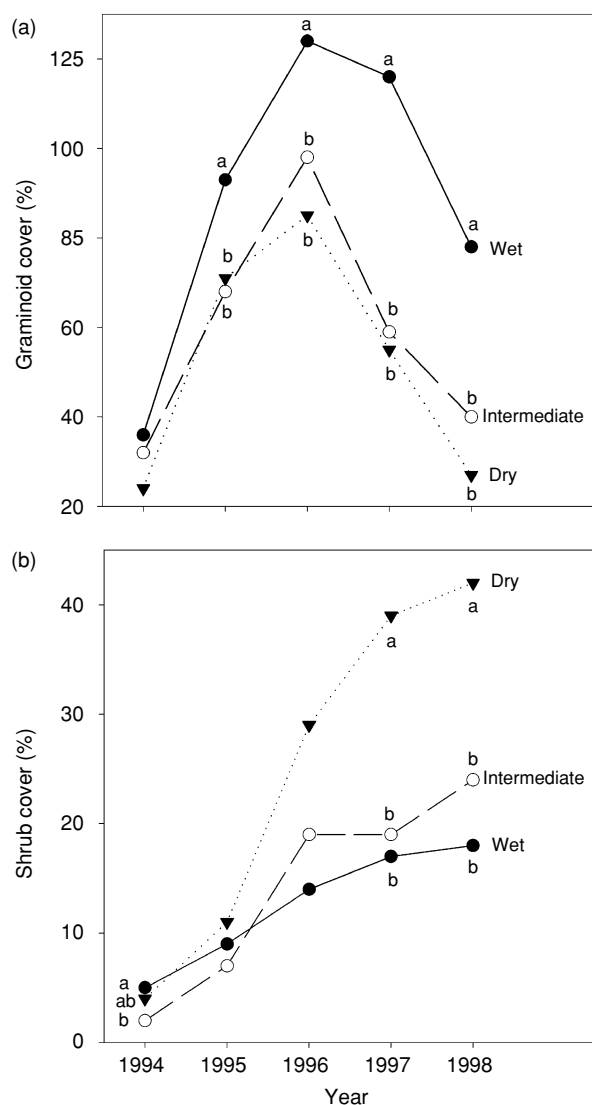 (a)
125
100
85
60
40
20
Graminoid cover (%)
a
a
a
a
b
b
b
b
b
b
b
b
Wet
Intermediate
Dry
(b)
40
30
20
10
0
Shrub cover (%)
Dry
a
a
b
b
Intermediate
Wet
b
b
a
ab
b
1994 1995 1996 1997 1998
Year